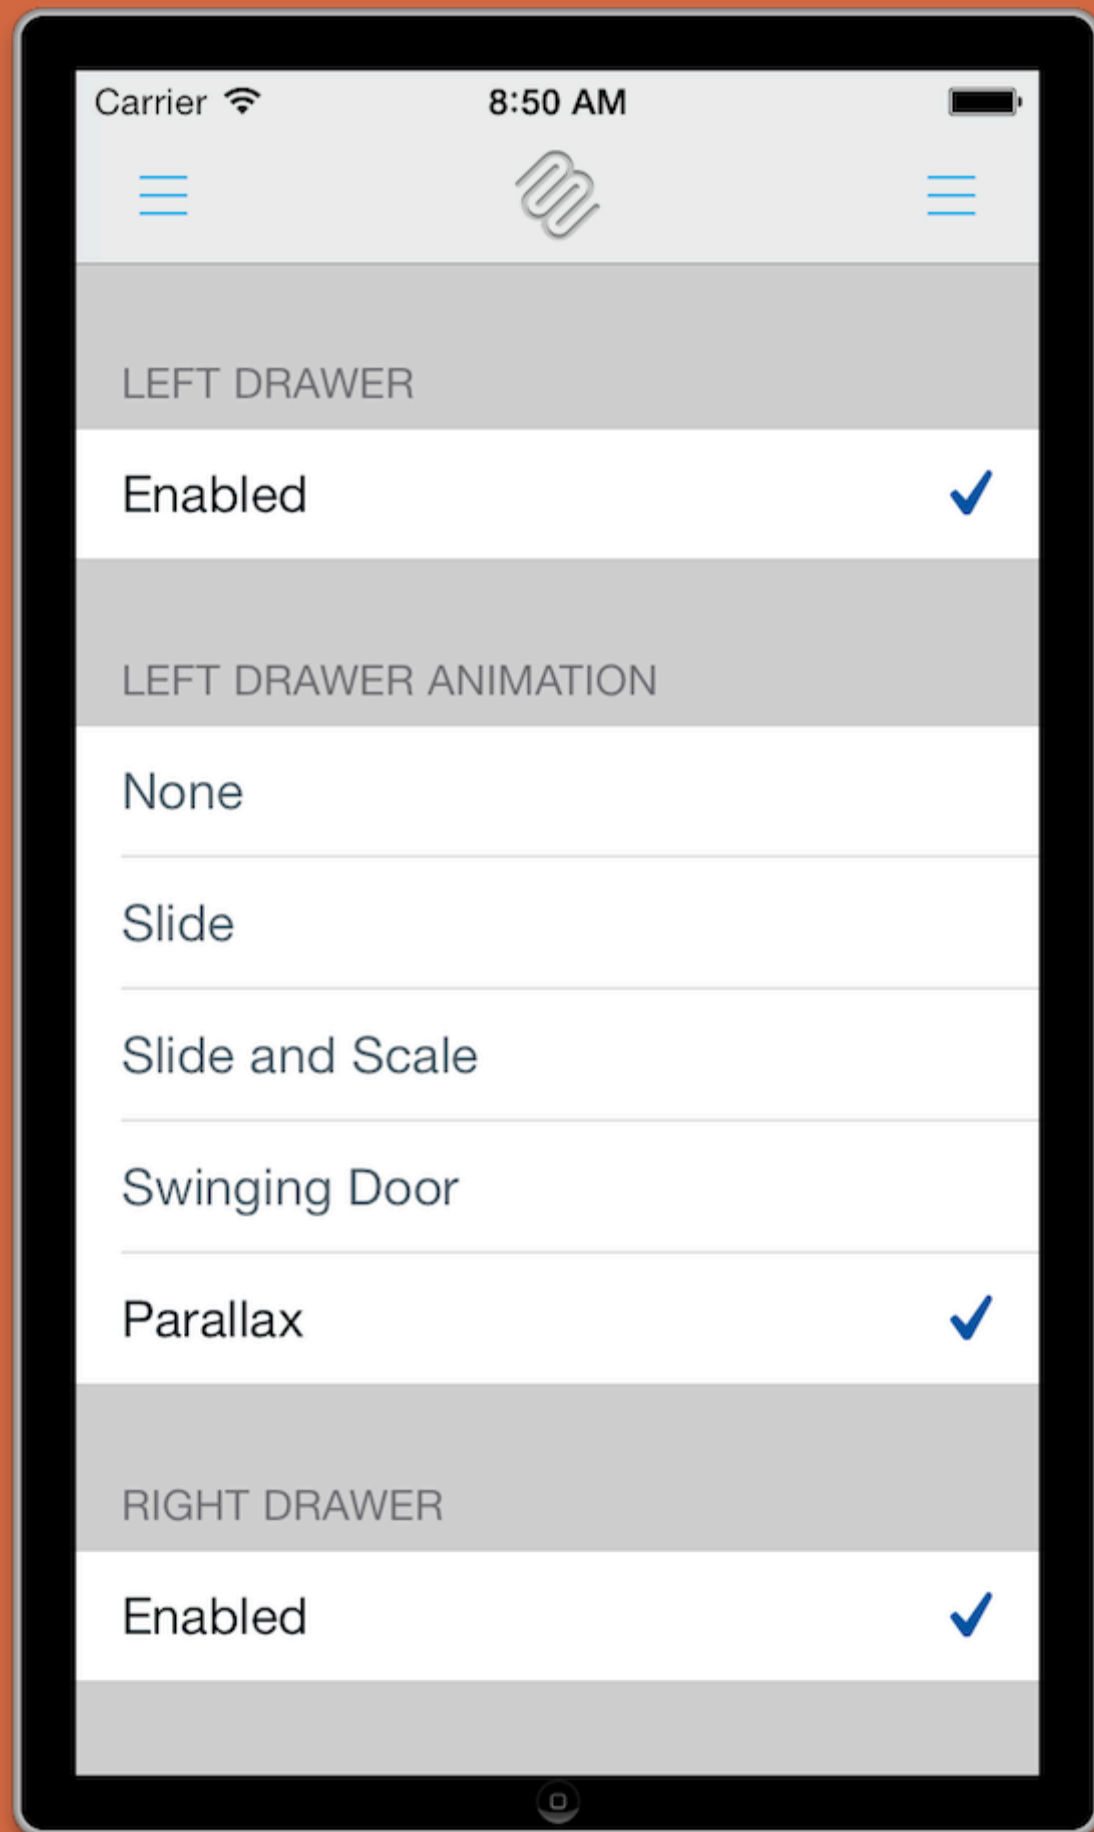 Carrier 8:50 AM
LEFT DRAWER
Enabled
LEFT DRAWER ANIMATION
None
Slide
Slide and Scale
Swinging Door
Parallax
RIGHT DRAWER
Enabled